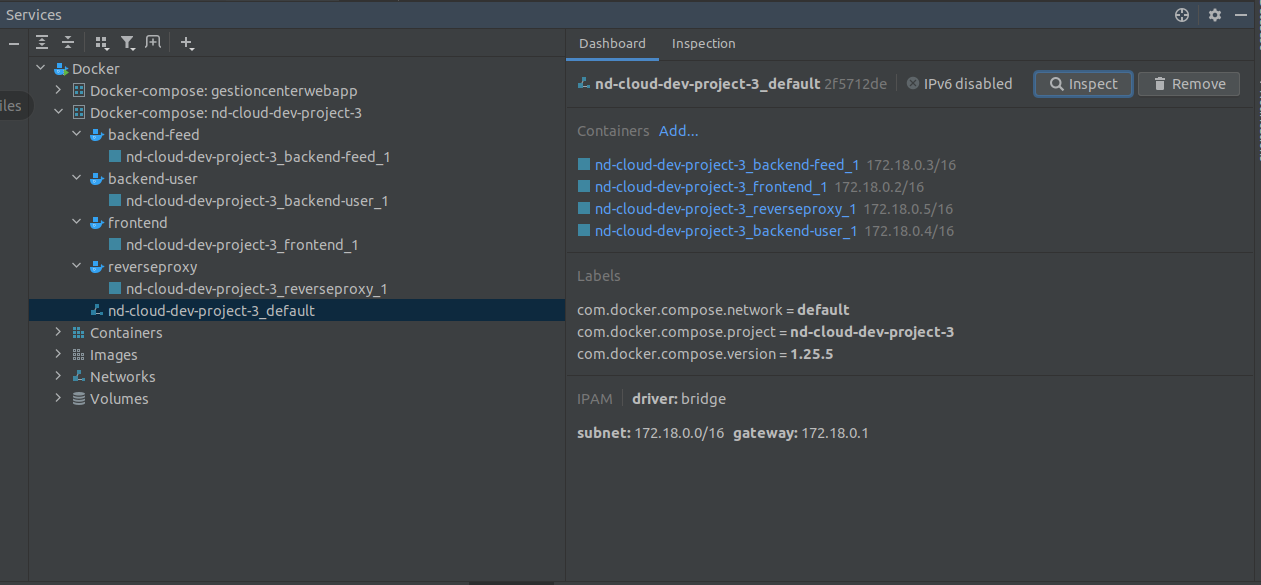 Services
Dashboard Inspection
Docker
Docker-compose: gestioncenterwebapp
iles
Docker-compose: nd-cloud-dev-project-3
backend-feed
nd-cloud-dev-project-3_backend-feed_1
backend-user
nd-cloud-dev-project-3_backend-user_1
frontend
nd-cloud-dev-project-3_frontend_1
reverseproxy
nd-cloud-dev-project-3_reverseproxy_1
nd-cloud-dev-project-3_default
Containers
Images
Networks
Volumes
nd-cloud-dev-project-3_default 2f5712de IPv6 disabled Inspect Remove
Containers Add...
nd-cloud-dev-project-3_backend-feed_1 172.18.0.3/16
nd-cloud-dev-project-3_frontend_1 172.18.0.2/16
nd-cloud-dev-project-3_reverseproxy_1 172.18.0.5/16
nd-cloud-dev-project-3_backend-user_1 172.18.0.4/16
Labels
com.docker.compose.network = default
com.docker.compose.project = nd-cloud-dev-project-3
com.docker.compose.version = 1.25.5
IPAM driver: bridge
subnet: 172.18.0.0/16 gateway: 172.18.0.1